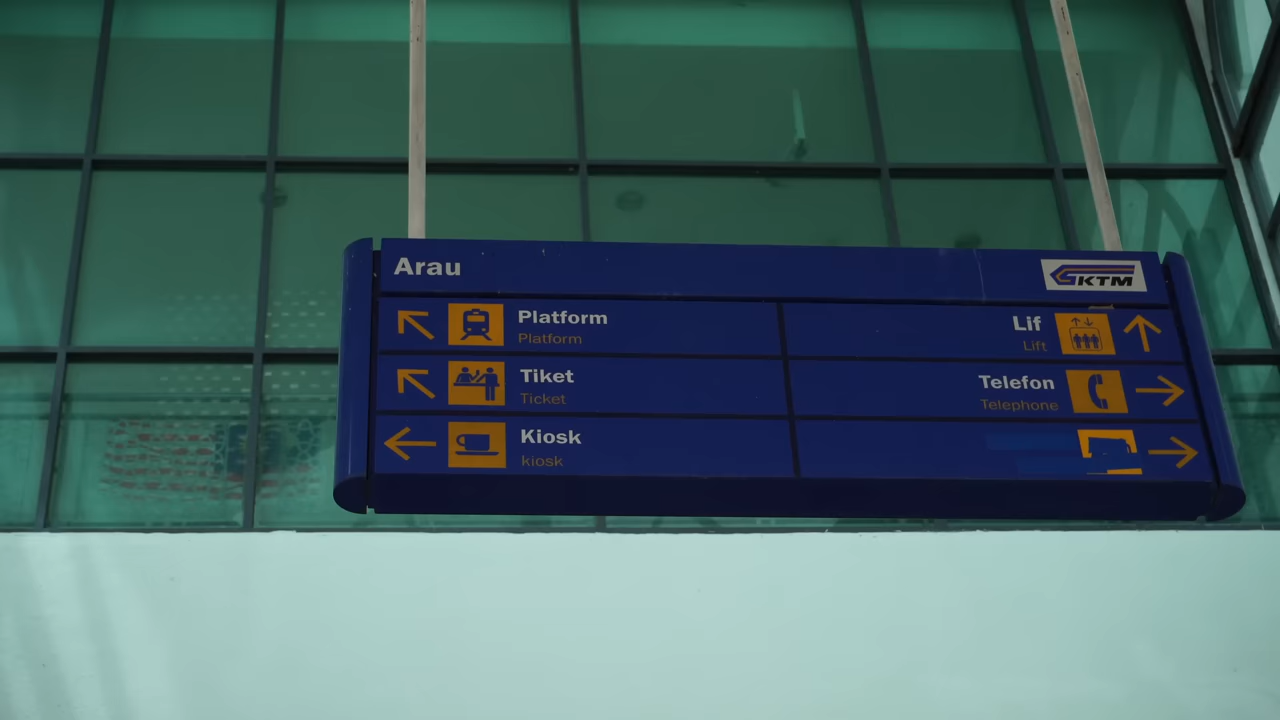 Arau
KTM
Platform
Platform
Tiket
Ticket
Kiosk
kiosk
Lif
Lift
Telefon
Telephone